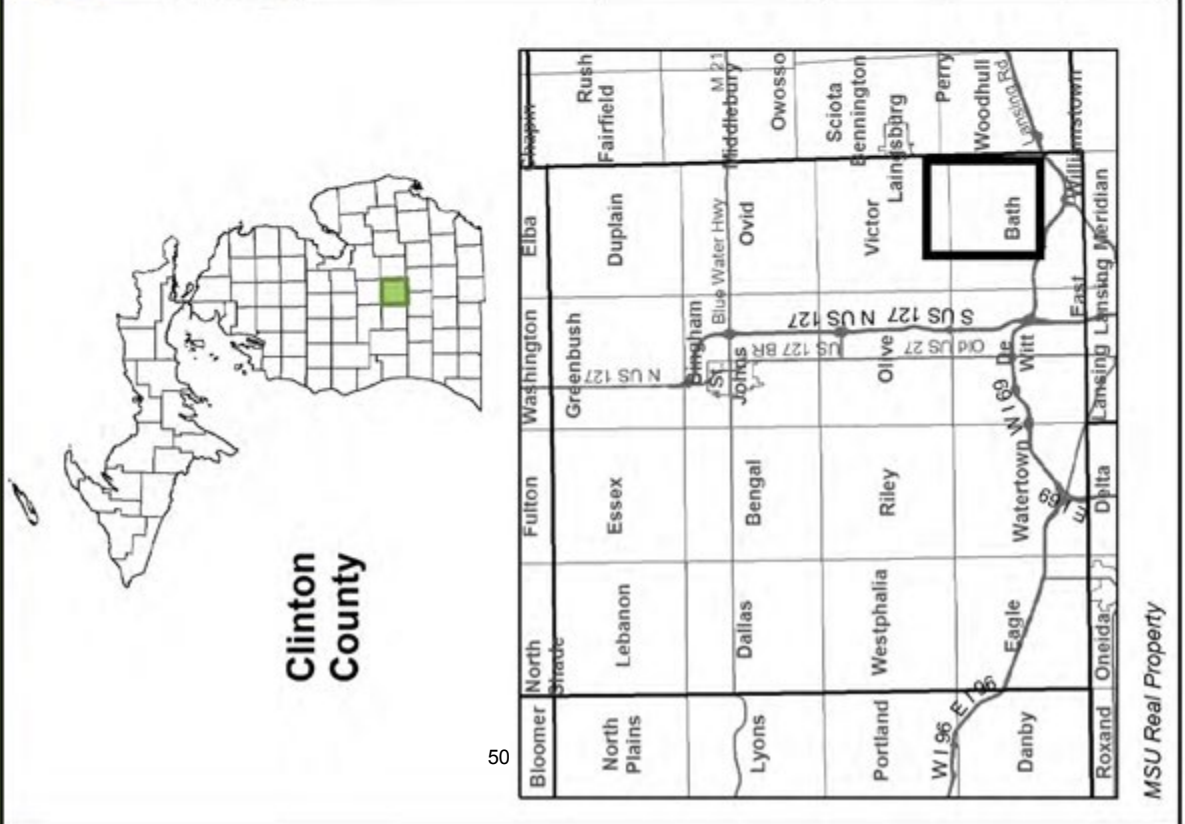 Clinton
County
50
Bloomer
North
Shade
Fulton
Washington
Elba
Chapin
North
Plains
Lebanon
Essex
Greenbush
Duplain
Rush
Fairfield
N US 127
Bingham
Blue Water Hwy
M 21
Lyons
Dallas
Bengal
St
Johns
Ovid
Middlebury
Owosso
US 127 BR
N US 127
127
Portland
Westphalia
Riley
Olive
Victor
Laingsburg
Sciota
Bennington
Old US 27
S US 127
Perry
W I 96
E I 96
Danby
Eagle
Watertown
W I 69
De
Witt
Bath
Woodhull
Lansing Rd
E
69
Roxand
Oneida
Delta
Lansing
East
Lansing
Meridian
Williamstown
MSU Real Property